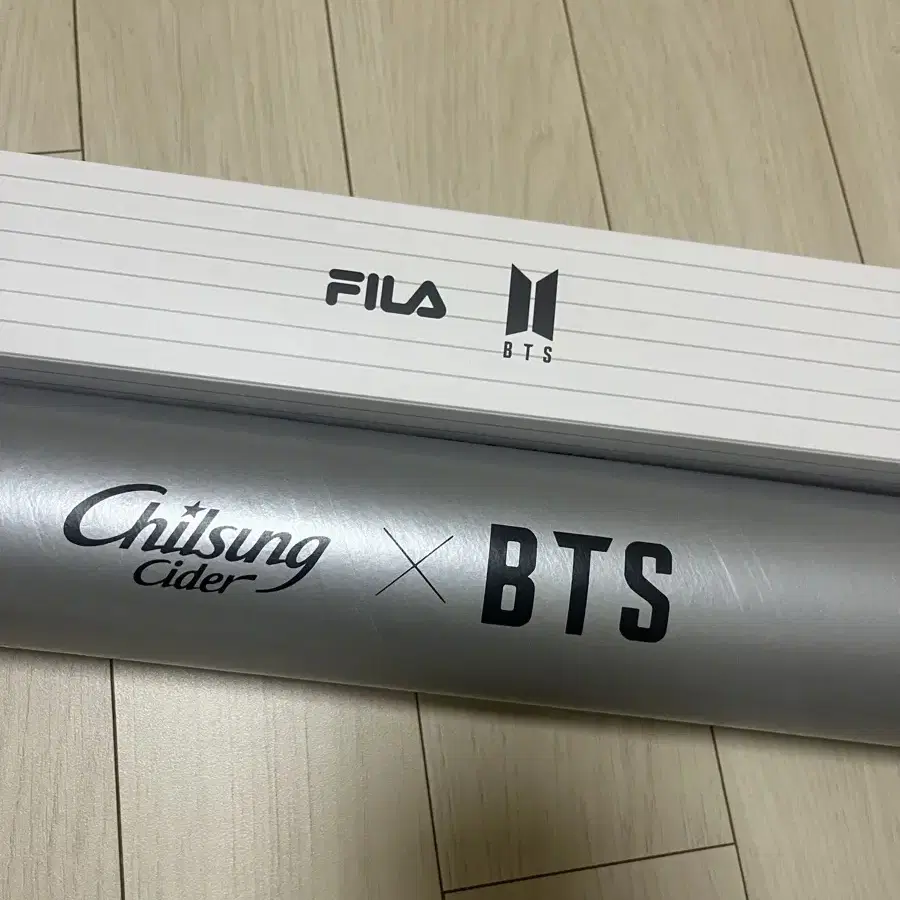 FILA
BTS
Chilsung
Cider
× BTS